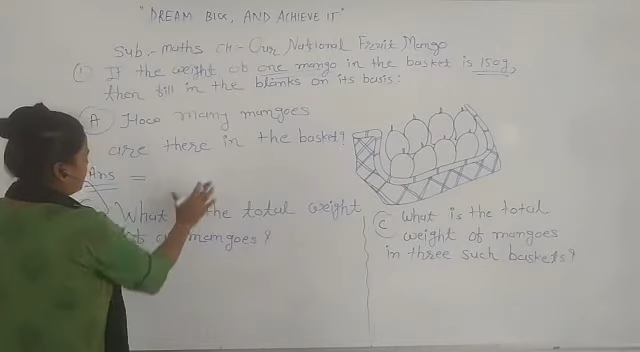 "DREAM BIG, AND ACHIEVE IT"
Sub:- maths CH-Our National Fruit Mango
① If the weight of one mango in the basket is 150g,
then fill in the blanks on its basis:
Ⓐ How many mangoes
are there in the basket?
Ans =
What the total weight
of mangoes?
Ⓒ What is the total
weight of mangoes
in three such baskets?